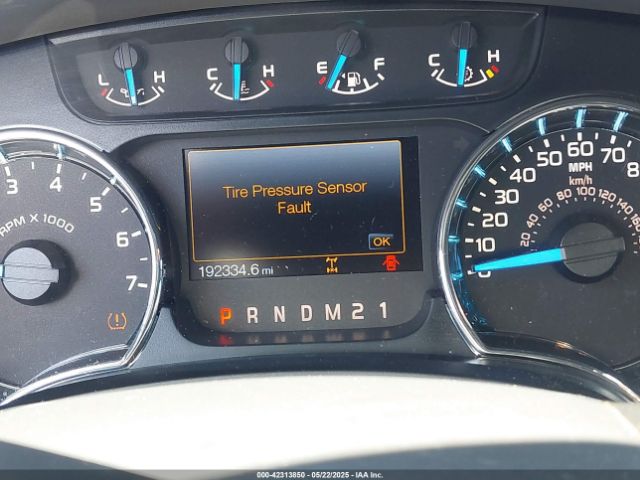 L H
C H
E F
C H
3 4 5 6 7
RPM X 1000
Tire Pressure Sensor
Fault
OK
192334.6 mi
P R N D M 2 1
0 10 20 30 40 50 60 70 8
MPH
km/h
20 40 60 80 100 120 140 160
000-42313850 - 05/22/2025 - IAA Inc.